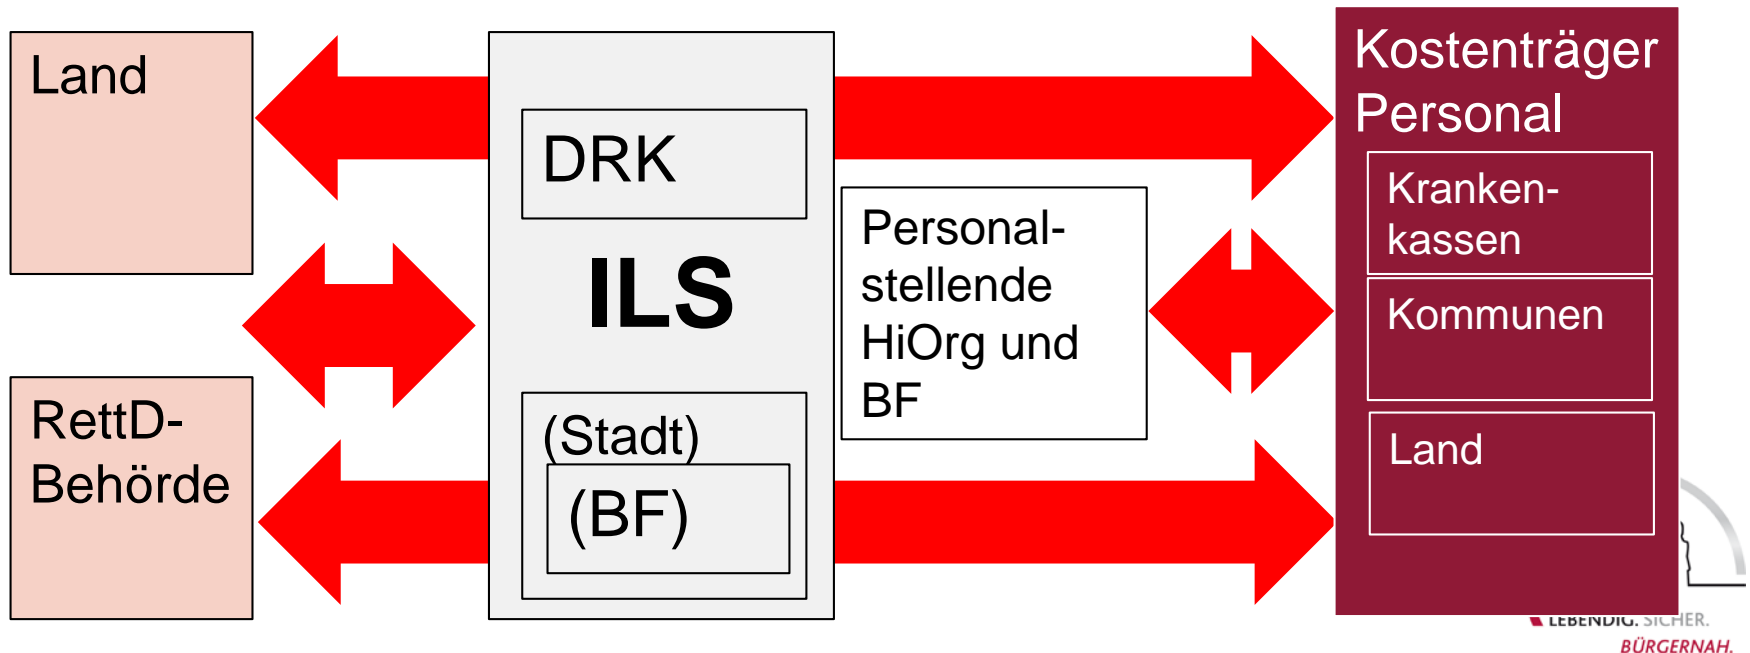 Land
RettD-
Behörde
DRK
ILS
(Stadt)
(BF)
Personal-
stellende
HiOrg und
BF
Kostenträger
Personal
Kranken-
kassen
Kommunen
Land
LEBENDIG. SICHER.
BÜRGERNAH.